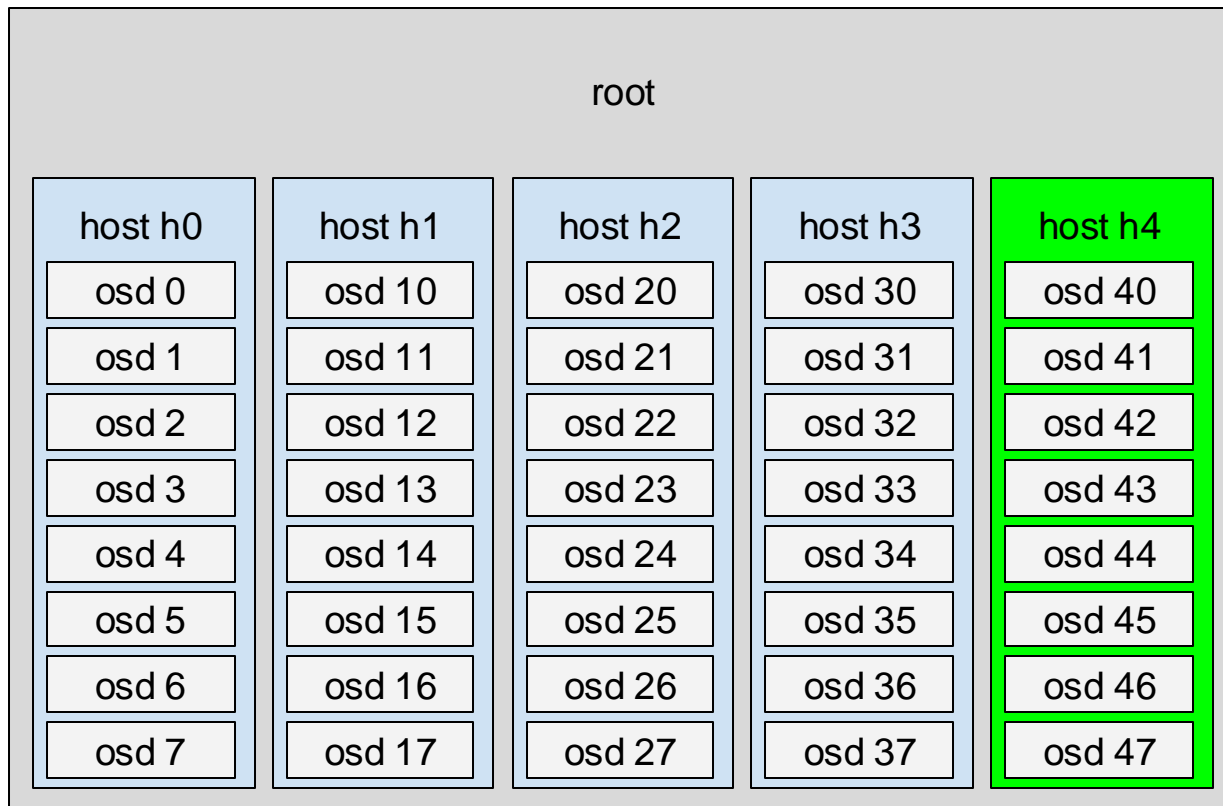 root
host h0
osd 0
osd 1
osd 2
osd 3
osd 4
osd 5
osd 6
osd 7
host h1
osd 10
osd 11
osd 12
osd 13
osd 14
osd 15
osd 16
osd 17
host h2
osd 20
osd 21
osd 22
osd 23
osd 24
osd 25
osd 26
osd 27
host h3
osd 30
osd 31
osd 32
osd 33
osd 34
osd 35
osd 36
osd 37
host h4
osd 40
osd 41
osd 42
osd 43
osd 44
osd 45
osd 46
osd 47